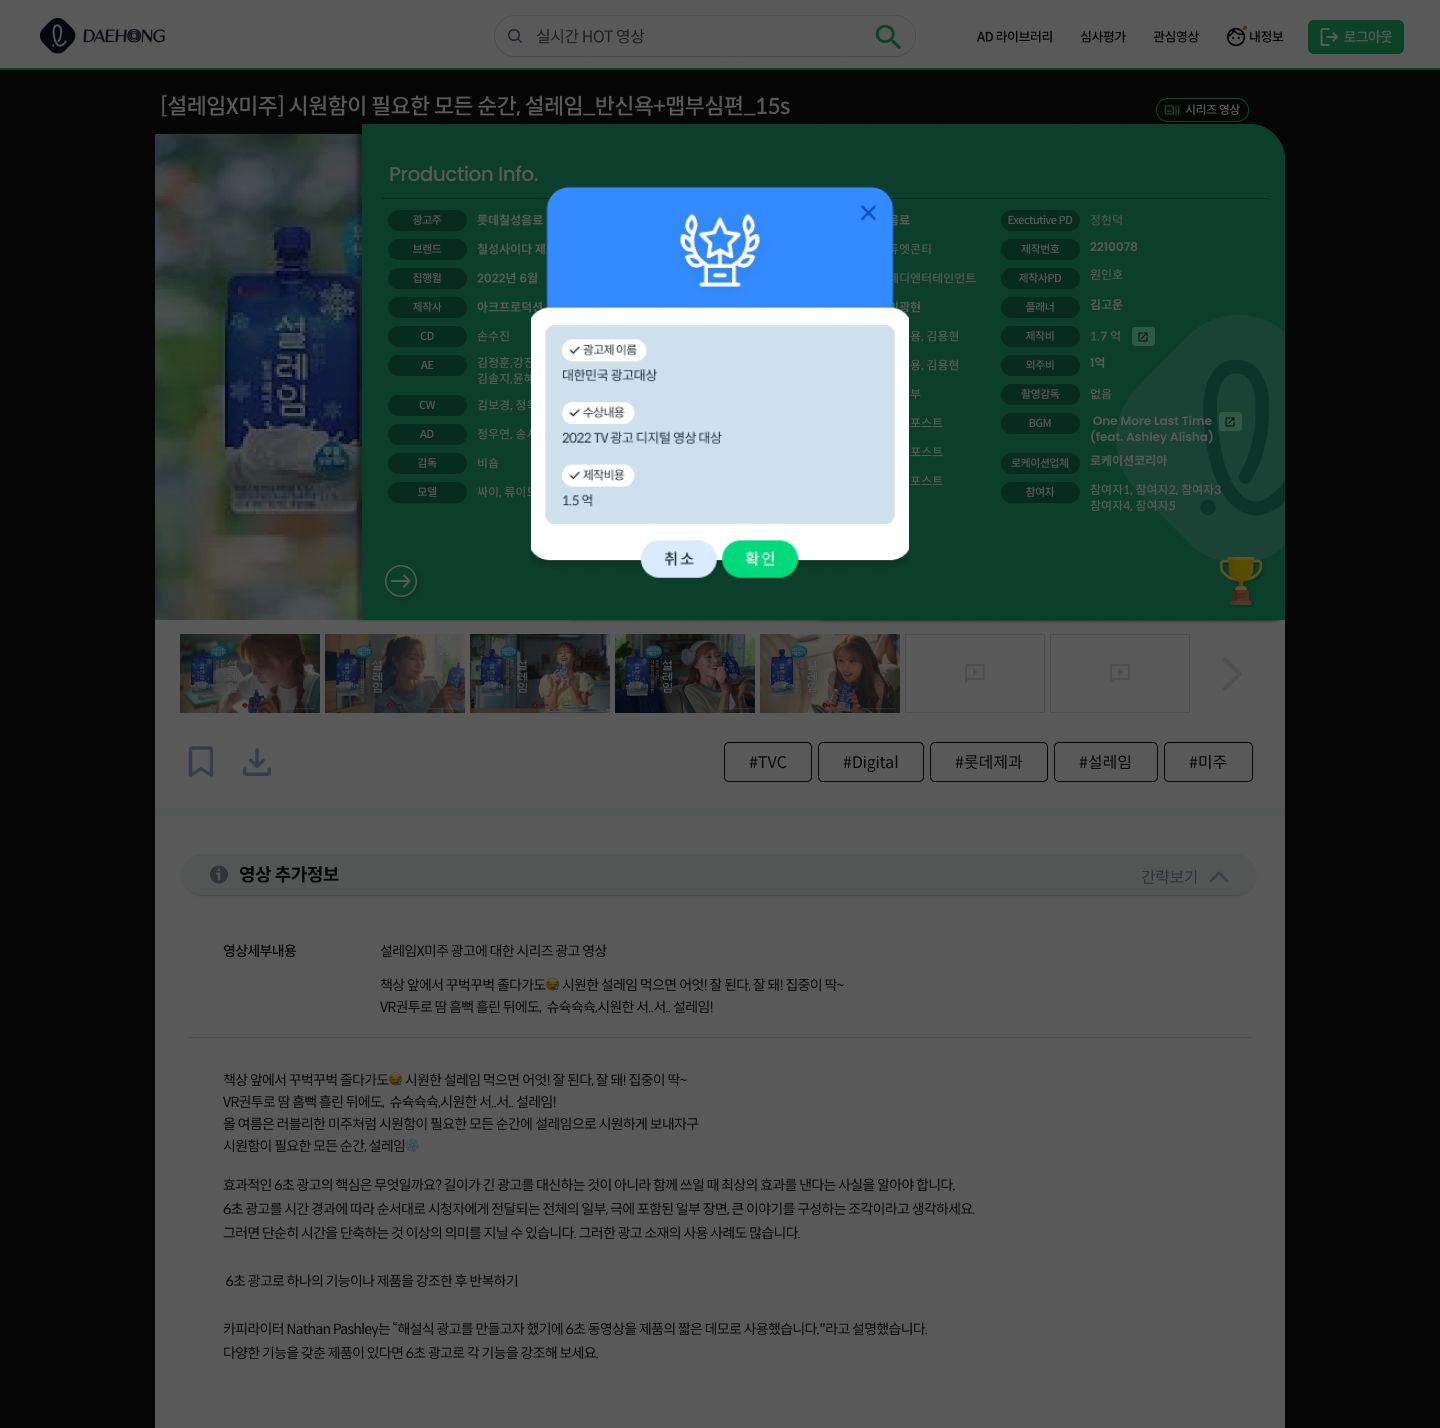 DAEHONG
실시간 HOT 영상
AD 라이브러리
심사평가
관심영상
내정보
로그아웃
[설레임X미주] 시원함이 필요한 모든 순간, 설레임_반신욕+맵부심편_15s
시리즈 영상
Production Info.
광고주 롯데칠성음료
브랜드 칠성사이다 제
집행월 2022년 6월
제작사 아크프로덕션
CD 손수진
AE 김정훈,강진
김솔지,윤혜
CW 김보경, 정우
AD 정우연, 송
감독 비숍
모델 싸이, 류이
음료
듀엣콘티
메디엔터테인먼트
이광현
용, 김용현
용, 김용현
부
포스트
포스트
포스트
Exectutive PD 정현덕
제작번호 2210078
제작사PD 원인호
플래너 김고운
제작비 1.7 억
외주비 1억
촬영감독 없음
BGM One More Last Time
(feat. Ashley Alisha)
로케이션업체 로케이션코리아
참여자 참여자1, 참여자2, 참여자3
참여자4, 참여자5
설레임
광고제 이름
대한민국 광고대상
수상내용
2022 TV 광고 디지털 영상 대상
제작비용
1.5 억
취소
확인
설레임
설레임
설레임
설레임
설레임
#TVC
#Digital
#롯데제과
#설레임
#미주
영상 추가정보
간략보기
영상세부내용
설레임X미주 광고에 대한 시리즈 광고 영상
책상 앞에서 꾸벅꾸벅 졸다가도😪 시원한 설레임 먹으면 어엇! 잘 된다, 잘 돼! 집중이 딱~
VR권투로 땀 흠뻑 흘린 뒤에도, 슈슉슉슉,시원한 서..서.. 설레임!
책상 앞에서 꾸벅꾸벅 졸다가도😪 시원한 설레임 먹으면 어엇! 잘 된다, 잘 돼! 집중이 딱~
VR권투로 땀 흠뻑 흘린 뒤에도, 슈슉슉슉,시원한 서..서.. 설레임!
올 여름은 러블리한 미주처럼 시원함이 필요한 모든 순간에 설레임으로 시원하게 보내자구
시원함이 필요한 모든 순간, 설레임
효과적인 6초 광고의 핵심은 무엇일까요? 길이가 긴 광고를 대신하는 것이 아니라 함께 쓰일 때 최상의 효과를 낸다는 사실을 알아야 합니다.
6초 광고를 시간 경과에 따라 순서대로 시청자에게 전달되는 전체의 일부, 극에 포함된 일부 장면, 큰 이야기를 구성하는 조각이라고 생각하세요.
그러면 단순히 시간을 단축하는 것 이상의 의미를 지닐 수 있습니다. 그러한 광고 소재의 사용 사례도 많습니다.
6초 광고로 하나의 기능이나 제품을 강조한 후 반복하기
카피라이터 Nathan Pashley는 “해설식 광고를 만들고자 했기에 6초 동영상을 제품의 짧은 데모로 사용했습니다."라고 설명했습니다.
다양한 기능을 갖춘 제품이 있다면 6초 광고로 각 기능을 강조해 보세요.